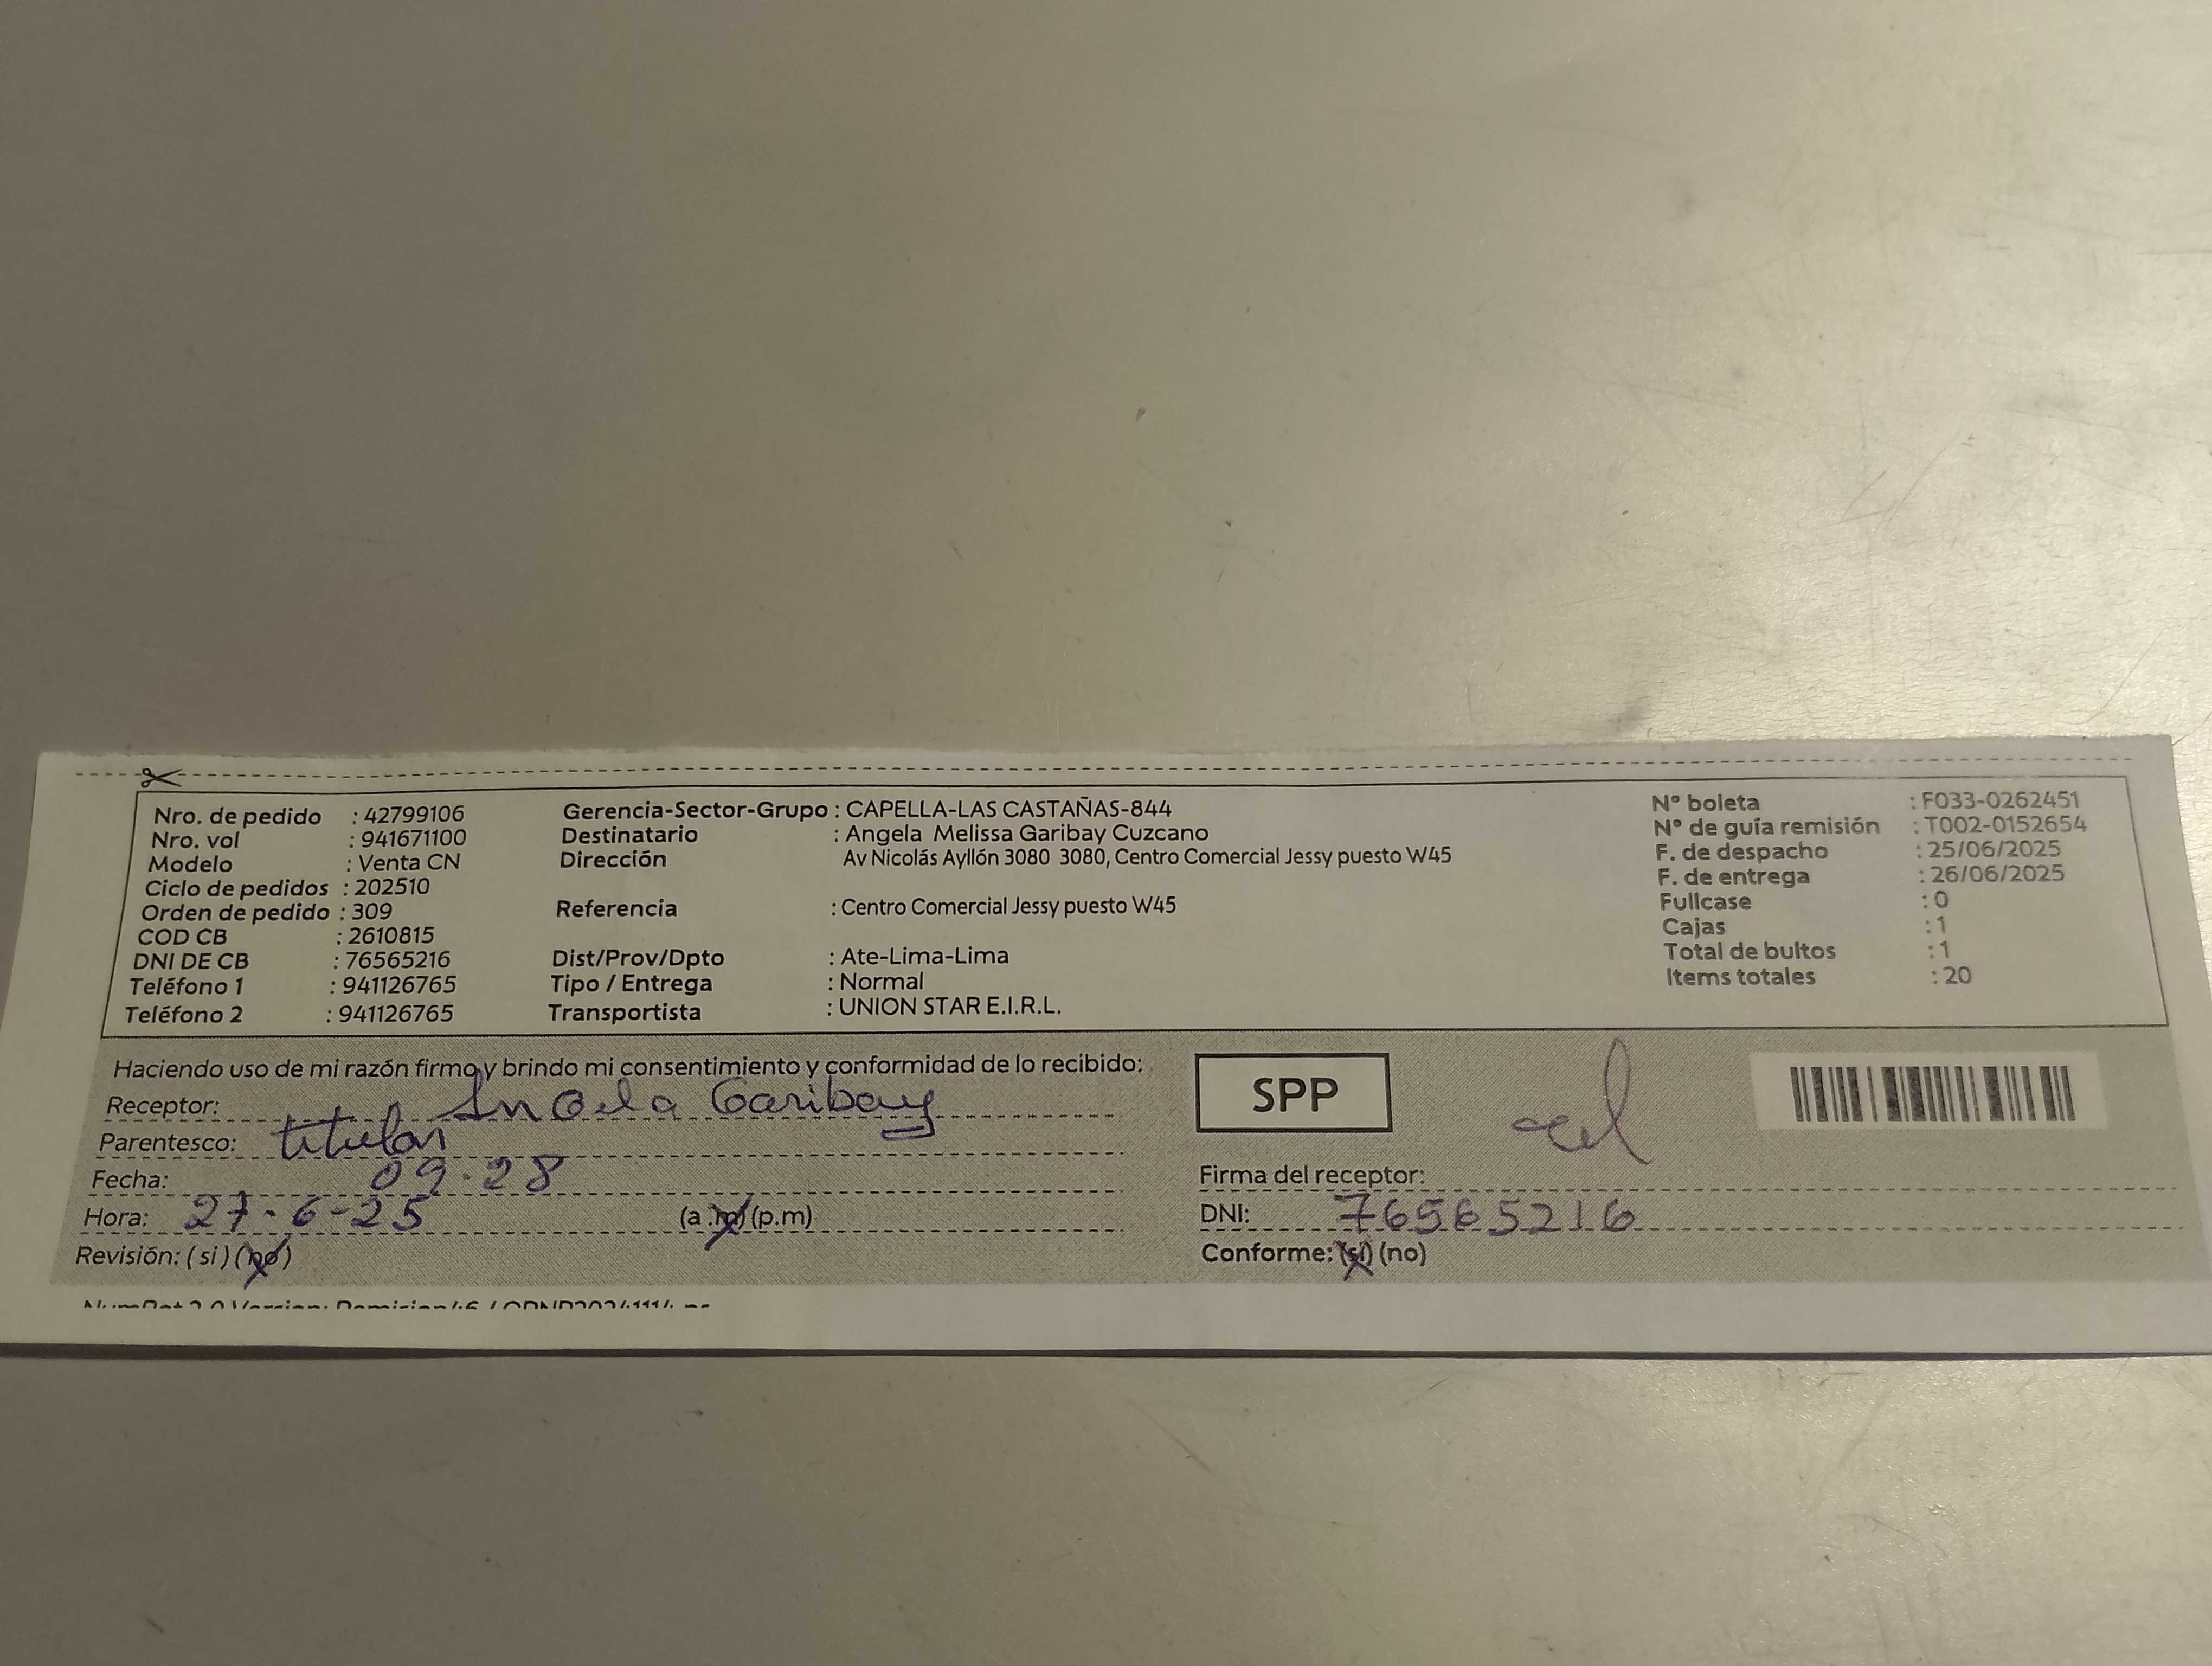 Nro. de pedido : 42799106
Nro. vol : 941671100
Modelo : Venta CN
Ciclo de pedidos : 202510
Orden de pedido : 309
COD CB : 2610815
DNI DE CB : 76565216
Teléfono 1 : 941126765
Teléfono 2 : 941126765
Gerencia-Sector-Grupo : CAPELLA-LAS CASTAÑAS-844
Destinatario : Angela Melissa Garibay Cuzcano
Dirección Av Nicolás Ayllón 3080 3080, Centro Comercial Jessy puesto W45
Referencia : Centro Comercial Jessy puesto W45
Dist/Prov/Dpto : Ate-Lima-Lima
Tipo / Entrega : Normal
Transportista : UNION STAR E.I.R.L.
N° boleta : F033-0262451
N° de guía remisión : T002-0152654
F. de despacho : 25/06/2025
F. de entrega : 26/06/2025
Fullcase : 0
Cajas : 1
Total de bultos : 1
Items totales : 20
Haciendo uso de mi razón firmo y brindo mi consentimiento y conformidad de lo recibido:
Receptor: Angela Garibay
Parentesco: titular
Fecha: 09.28
Hora: 27-6-25 (a.m) (p.m)
Revisión: (si) (no)
SPP
Firma del receptor:
DNI: 76565216
Conforme: (si) (no)